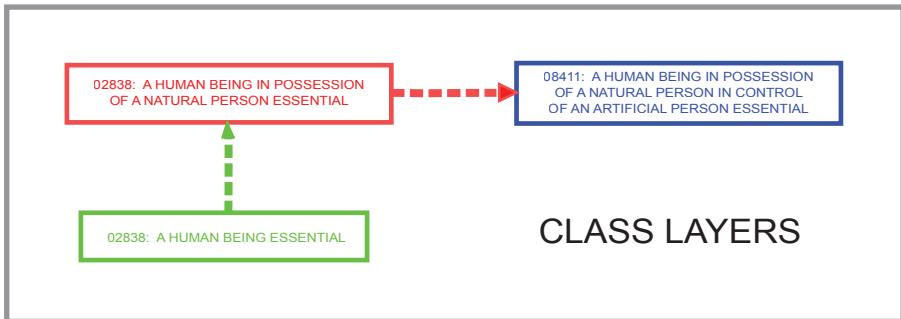 02838: A HUMAN BEING IN POSSESSION
OF A NATURAL PERSON ESSENTIAL
08411: A HUMAN BEING IN POSSESSION
OF A NATURAL PERSON IN CONTROL
OF AN ARTIFICIAL PERSON ESSENTIAL
02838: A HUMAN BEING ESSENTIAL
CLASS LAYERS